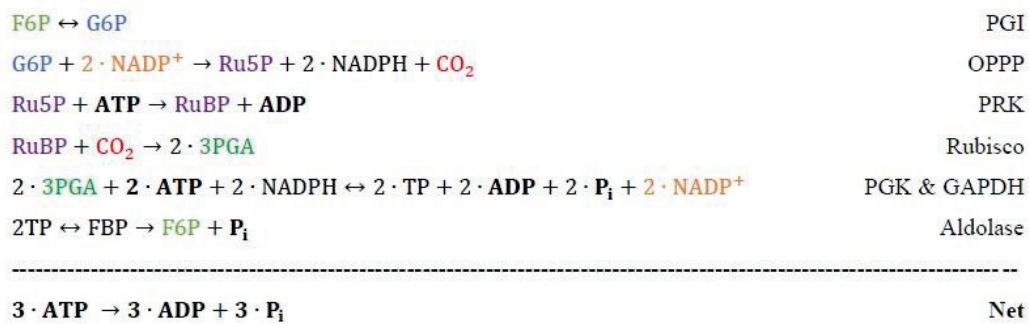 F6P ↔ G6P PGI
G6P + 2 · NADP⁺ → Ru5P + 2 · NADPH + CO₂ OPPP
Ru5P + ATP → RuBP + ADP PRK
RuBP + CO₂ → 2 · 3PGA Rubisco
2 · 3PGA + 2 · ATP + 2 · NADPH ↔ 2 · TP + 2 · ADP + 2 · Pᵢ + 2 · NADP⁺ PGK & GAPDH
2TP ↔ FBP → F6P + Pᵢ Aldolase
3 · ATP → 3 · ADP + 3 · Pᵢ Net